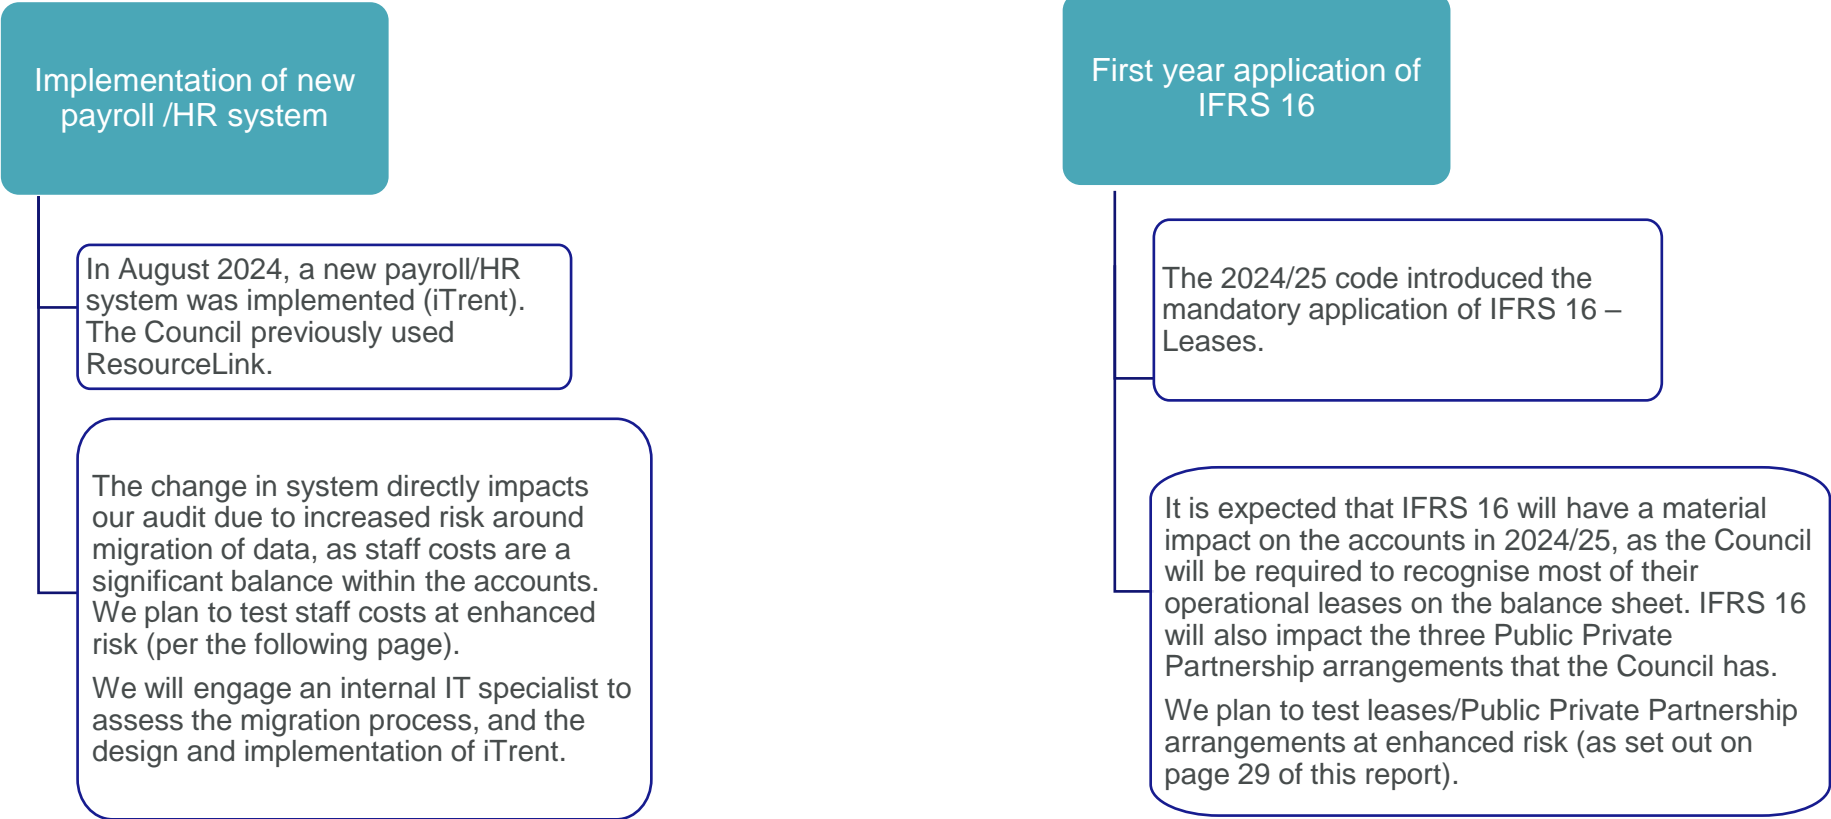 Implementation of new
payroll /HR system
In August 2024, a new payroll/HR
system was implemented (iTrent).
The Council previously used
ResourceLink.
The change in system directly impacts
our audit due to increased risk around
migration of data, as staff costs are a
significant balance within the accounts.
We plan to test staff costs at enhanced
risk (per the following page).
We will engage an internal IT specialist to
assess the migration process, and the
design and implementation of iTrent.
First year application of
IFRS 16
The 2024/25 code introduced the
mandatory application of IFRS 16 –
Leases.
It is expected that IFRS 16 will have a material
impact on the accounts in 2024/25, as the Council
will be required to recognise most of their
operational leases on the balance sheet. IFRS 16
will also impact the three Public Private
Partnership arrangements that the Council has.
We plan to test leases/Public Private Partnership
arrangements at enhanced risk (as set out on
page 29 of this report).